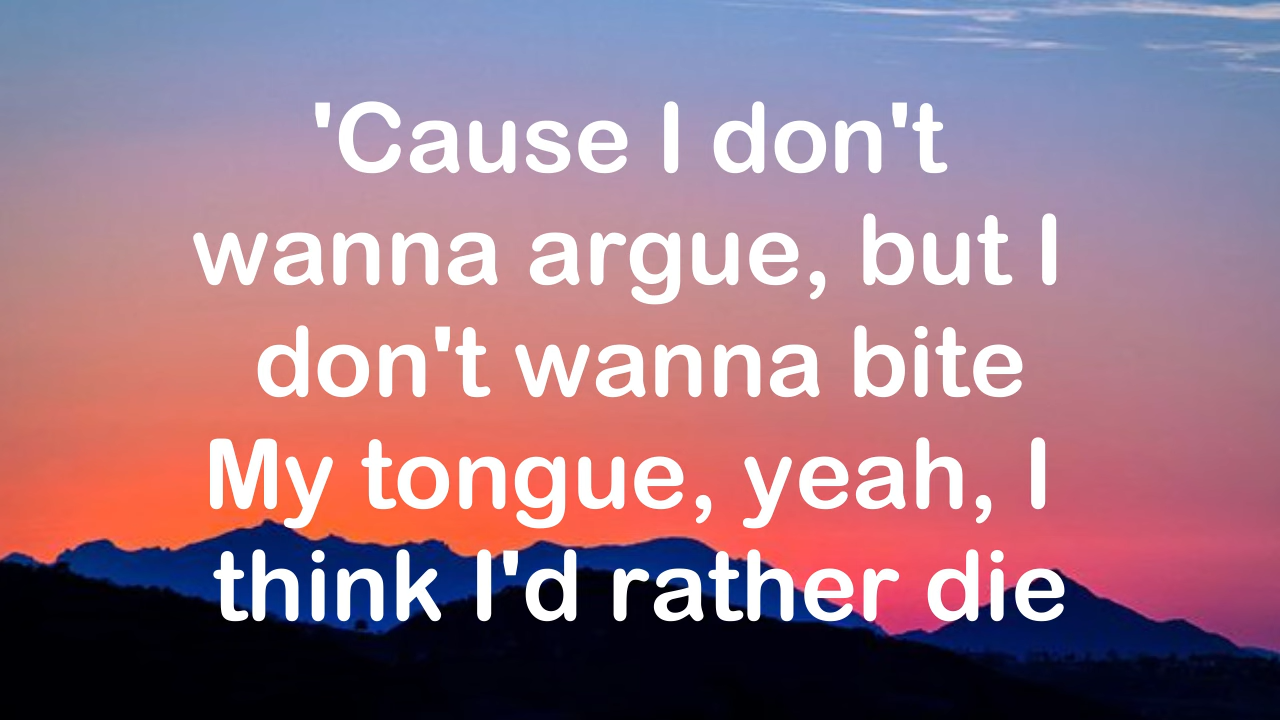 'Cause I don't
wanna argue, but I
don't wanna bite
My tongue, yeah, I
think I'd rather die